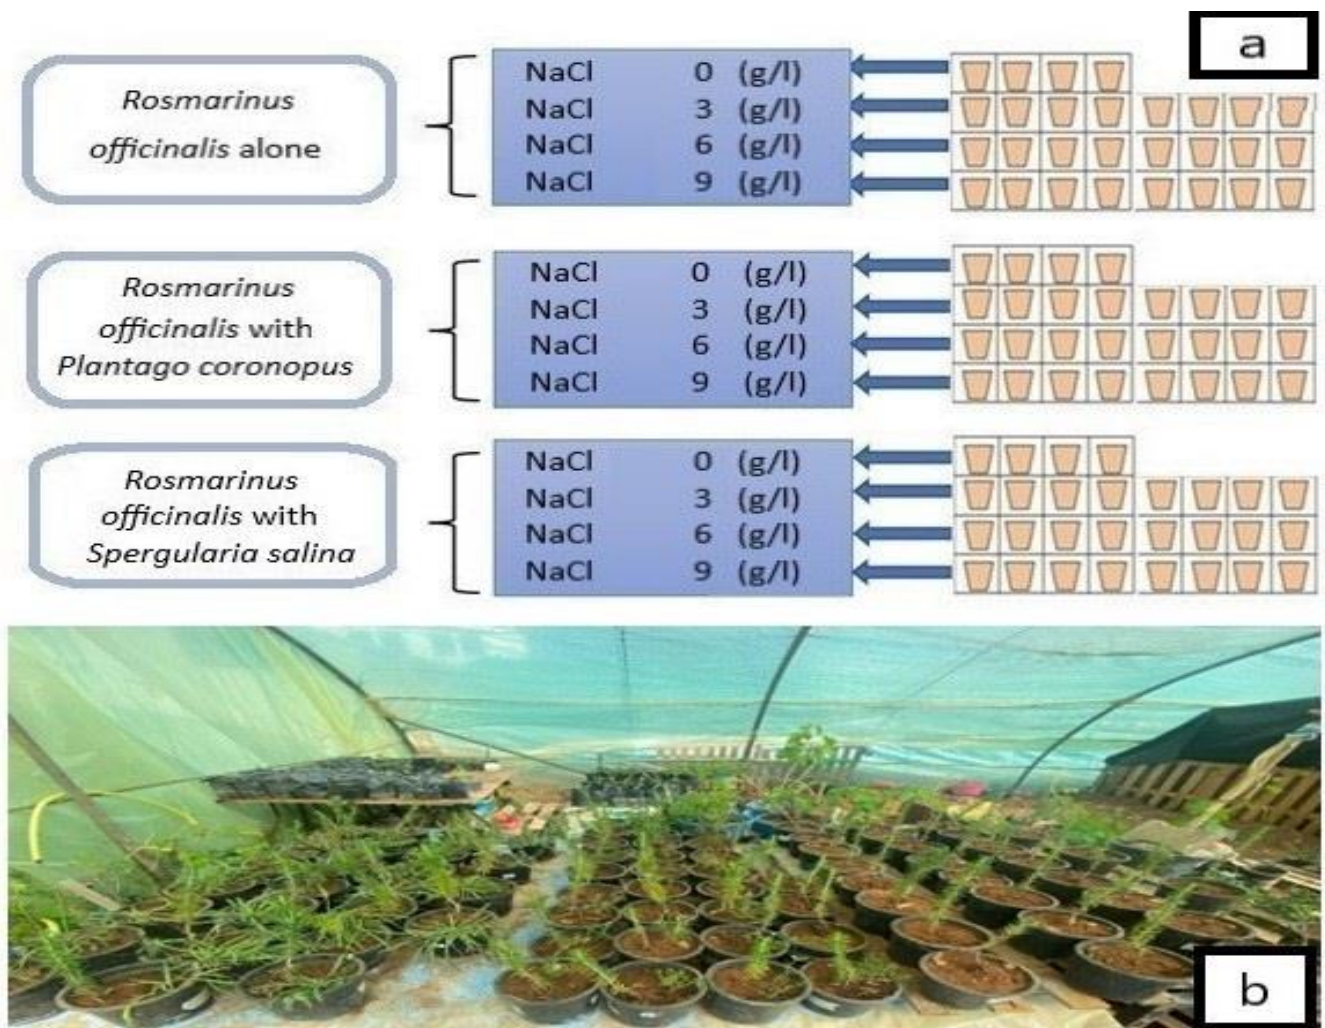 a
Rosmarinus
officinalis alone
NaCl 0 (g/l)
NaCl 3 (g/l)
NaCl 6 (g/l)
NaCl 9 (g/l)
Rosmarinus
officinalis with
Plantago coronopus
NaCl 0 (g/l)
NaCl 3 (g/l)
NaCl 6 (g/l)
NaCl 9 (g/l)
Rosmarinus
officinalis with
Spergularia salina
NaCl 0 (g/l)
NaCl 3 (g/l)
NaCl 6 (g/l)
NaCl 9 (g/l)
b